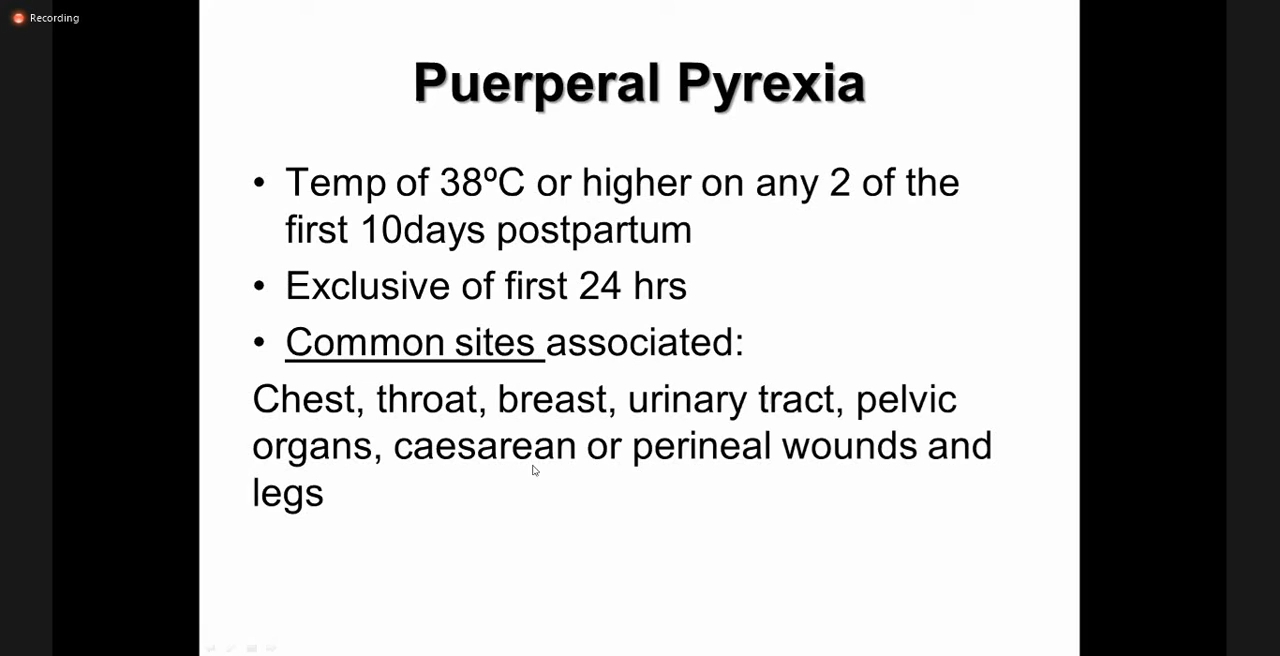 Recording
Puerperal Pyrexia
• Temp of 38ºC or higher on any 2 of the
first 10days postpartum
• Exclusive of first 24 hrs
• Common sites associated:
Chest, throat, breast, urinary tract, pelvic
organs, caesarean or perineal wounds and
legs